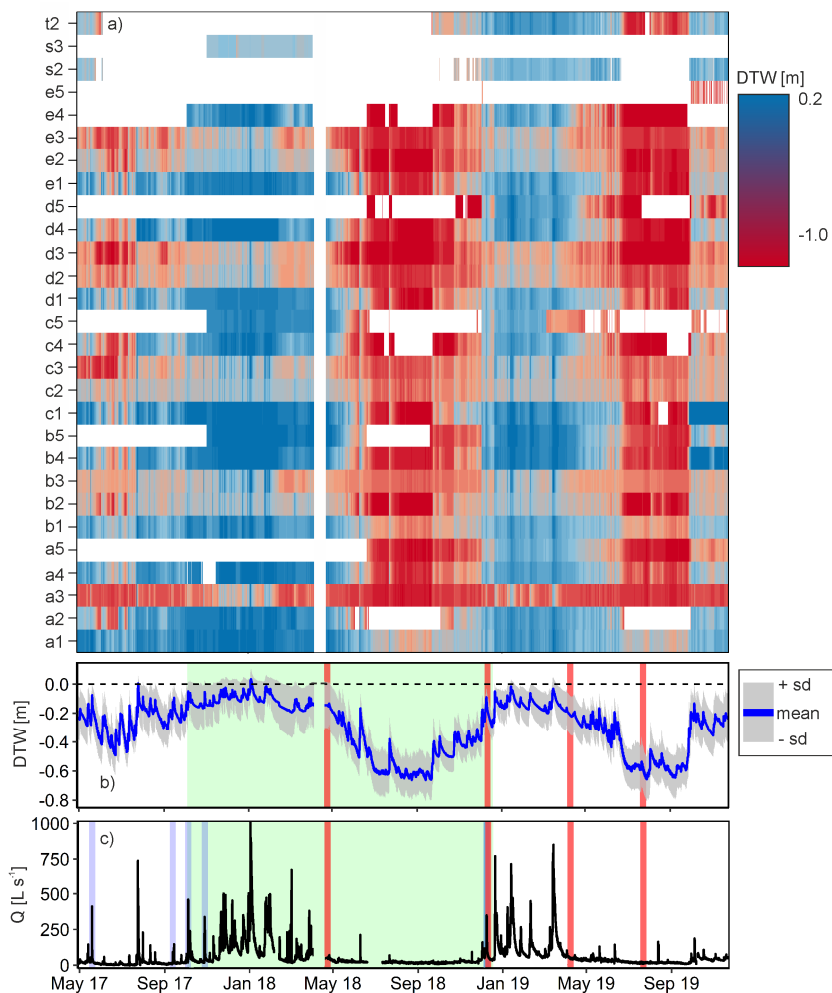 a)
t2
s3
s2
e5
e4
e3
e2
e1
d5
d4
d3
d2
d1
c5
c4
c3
c2
c1
b5
b4
b3
b2
b1
a5
a4
a3
a2
a1
DTW [m]
0.2
-1.0
DTW [m]
0.0
-0.2
-0.4
-0.6
-0.8
b)
+ sd
mean
- sd
Q [L s⁻¹]
1000
750
500
250
0
c)
May 17 Sep 17 Jan 18 May 18 Sep 18 Jan 19 May 19 Sep 19